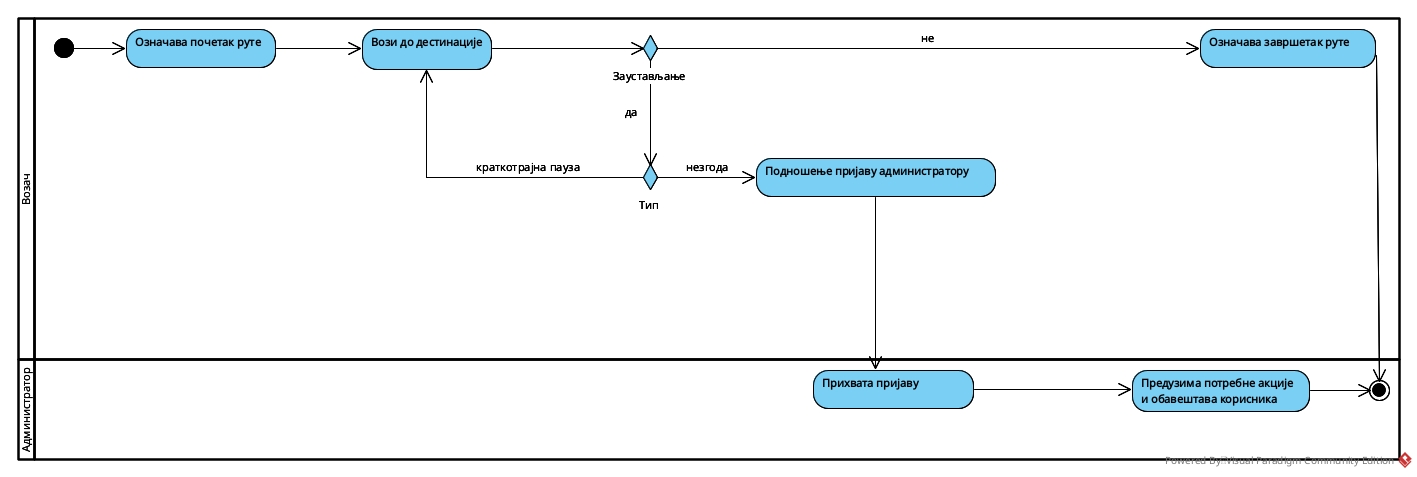 Возач
Означава почетак руте
Вози до дестинације
не
Означава завршетак руте
Заустављање
да
краткотрајна пауза
незгода
Подношење пријаву администратору
Тип
Администратор
Прихвата пријаву
Предузима потребне акције
и обавештава корисника
Powered By: Visual Paradigm Community Edition